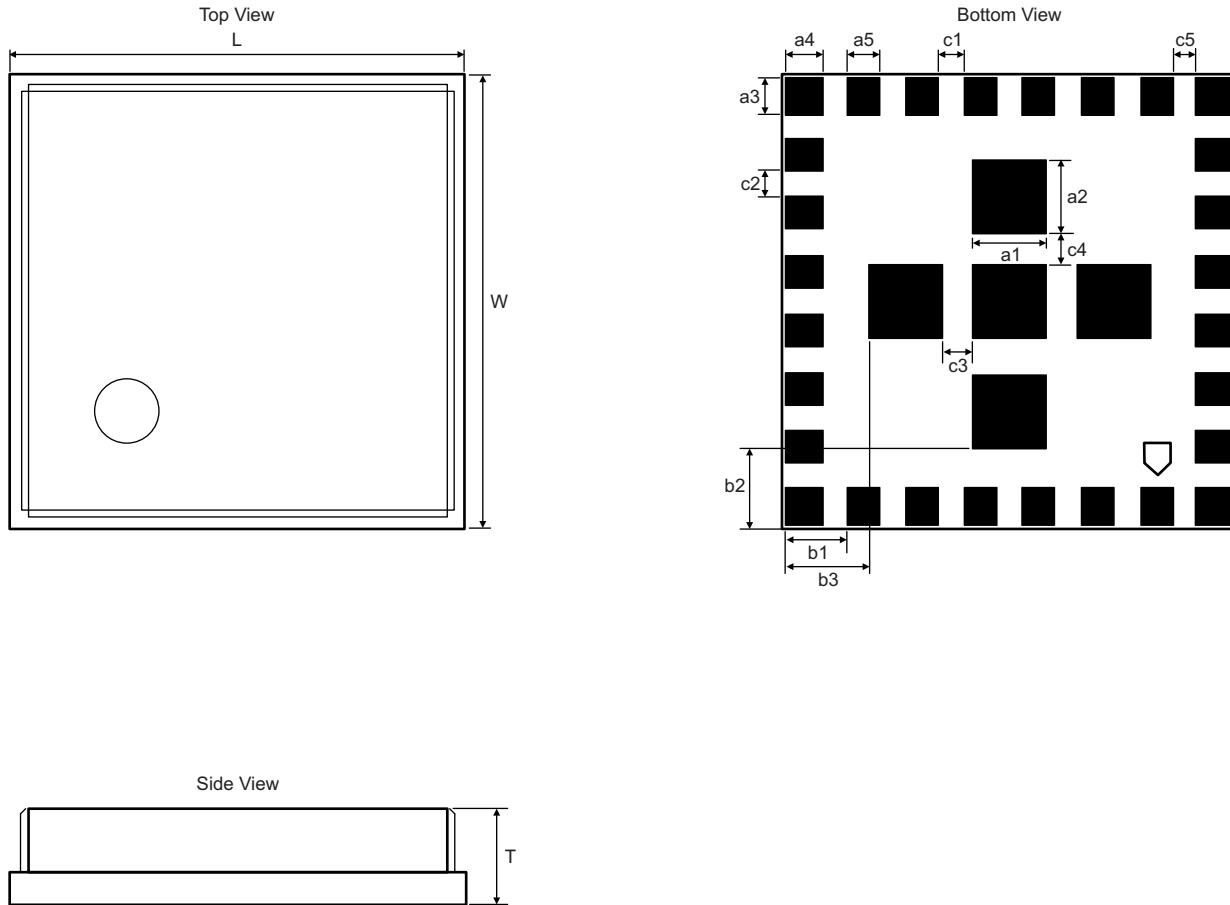 Top View
L
W
Bottom View
a4
a5
c1
c5
a3
c2
a2
a1
c4
c3
b2
b1
b3
Side View
T